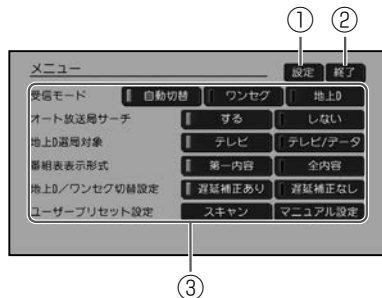 ① ②
メニュー 設定 終了
受信モード 自動切替 ワンセグ 地上D
オート放送局サーチ する しない
地上D選局対象 テレビ テレビ/データ
番組表表示形式 第一内容 全内容
地上D/ワンセグ切替設定 遅延補正あり 遅延補正なし
ユーザープリセット設定 スキャン マニュアル設定
③